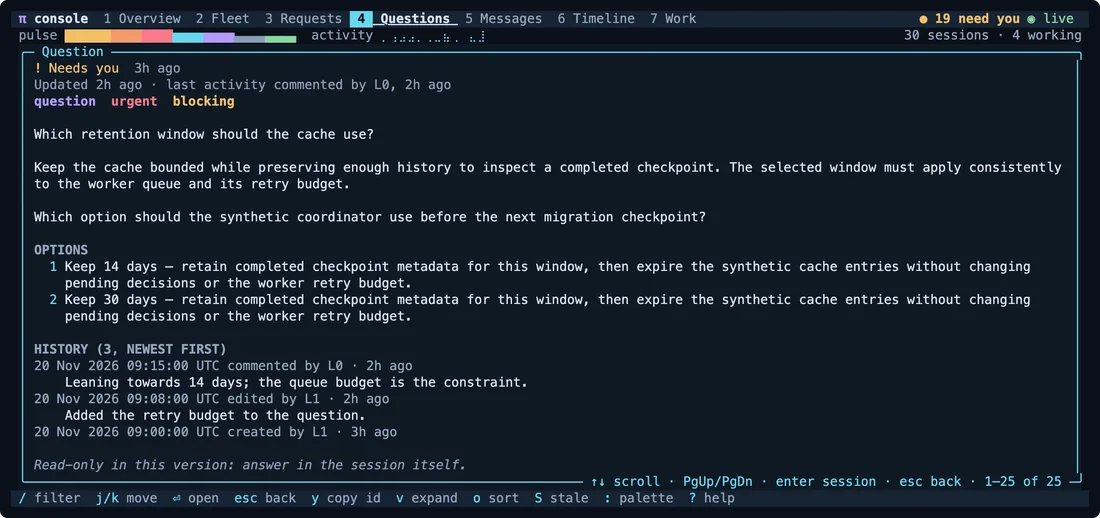 π console 1 Overview 2 Fleet 3 Requests 4 Questions 5 Messages 6 Timeline 7 Work ● 19 need you ◉ live
pulse activity 30 sessions · 4 working
Question
! Needs you 3h ago
Updated 2h ago · last activity commented by L0, 2h ago
question urgent blocking
Which retention window should the cache use?
Keep the cache bounded while preserving enough history to inspect a completed checkpoint. The selected window must apply consistently
to the worker queue and its retry budget.
Which option should the synthetic coordinator use before the next migration checkpoint?
OPTIONS
1 Keep 14 days — retain completed checkpoint metadata for this window, then expire the synthetic cache entries without changing
pending decisions or the worker retry budget.
2 Keep 30 days — retain completed checkpoint metadata for this window, then expire the synthetic cache entries without changing
pending decisions or the worker retry budget.
HISTORY (3, NEWEST FIRST)
20 Nov 2026 09:15:00 UTC commented by L0 · 2h ago
Leaning towards 14 days; the queue budget is the constraint.
20 Nov 2026 09:08:00 UTC edited by L1 · 2h ago
Added the retry budget to the question.
20 Nov 2026 09:00:00 UTC created by L1 · 3h ago
Read-only in this version: answer in the session itself.
↑↓ scroll · PgUp/PgDn · enter session · esc back · 1–25 of 25
/ filter j/k move ⏎ open esc back y copy id v expand o sort S stale : palette ? help